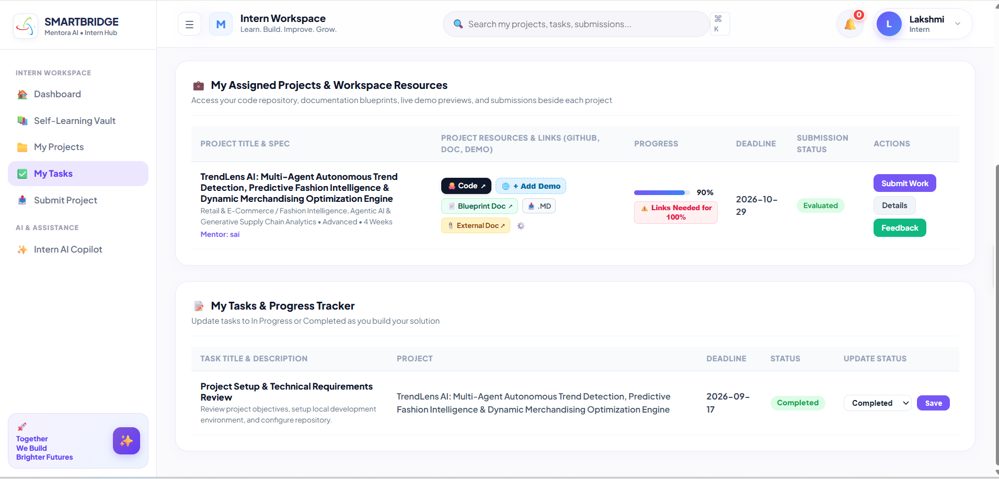 SMARTBRIDGE
Mentora AI • Intern Hub
INTERN WORKSPACE
Dashboard
Self-Learning Vault
My Projects
My Tasks
Submit Project
AI & ASSISTANCE
Intern AI Copilot
Together
We Build
Brighter Futures
M
Intern Workspace
Learn. Build. Improve. Grow.
Search my projects, tasks, submissions...
⌘
K
0
L
Lakshmi
Intern
My Assigned Projects & Workspace Resources
Access your code repository, documentation blueprints, live demo previews, and submissions beside each project
PROJECT TITLE & SPEC
PROJECT RESOURCES & LINKS (GITHUB,
DOC, DEMO)
PROGRESS
DEADLINE
SUBMISSION
STATUS
ACTIONS
TrendLens AI: Multi-Agent Autonomous Trend
Detection, Predictive Fashion Intelligence &
Dynamic Merchandising Optimization Engine
Retail & E-Commerce / Fashion Intelligence, Agentic AI &
Generative Supply Chain Analytics • Advanced • 4 Weeks
Mentor: sai
Code ↗
+ Add Demo
Blueprint Doc ↗
.MD
External Doc ↗
90%
Links Needed for
100%
2026-10-
29
Evaluated
Submit Work
Details
Feedback
My Tasks & Progress Tracker
Update tasks to In Progress or Completed as you build your solution
TASK TITLE & DESCRIPTION
PROJECT
DEADLINE
STATUS
UPDATE STATUS
Project Setup & Technical Requirements
Review
Review project objectives, setup local development
environment, and configure repository.
TrendLens AI: Multi-Agent Autonomous Trend Detection, Predictive
Fashion Intelligence & Dynamic Merchandising Optimization Engine
2026-09-
17
Completed
Completed
Save